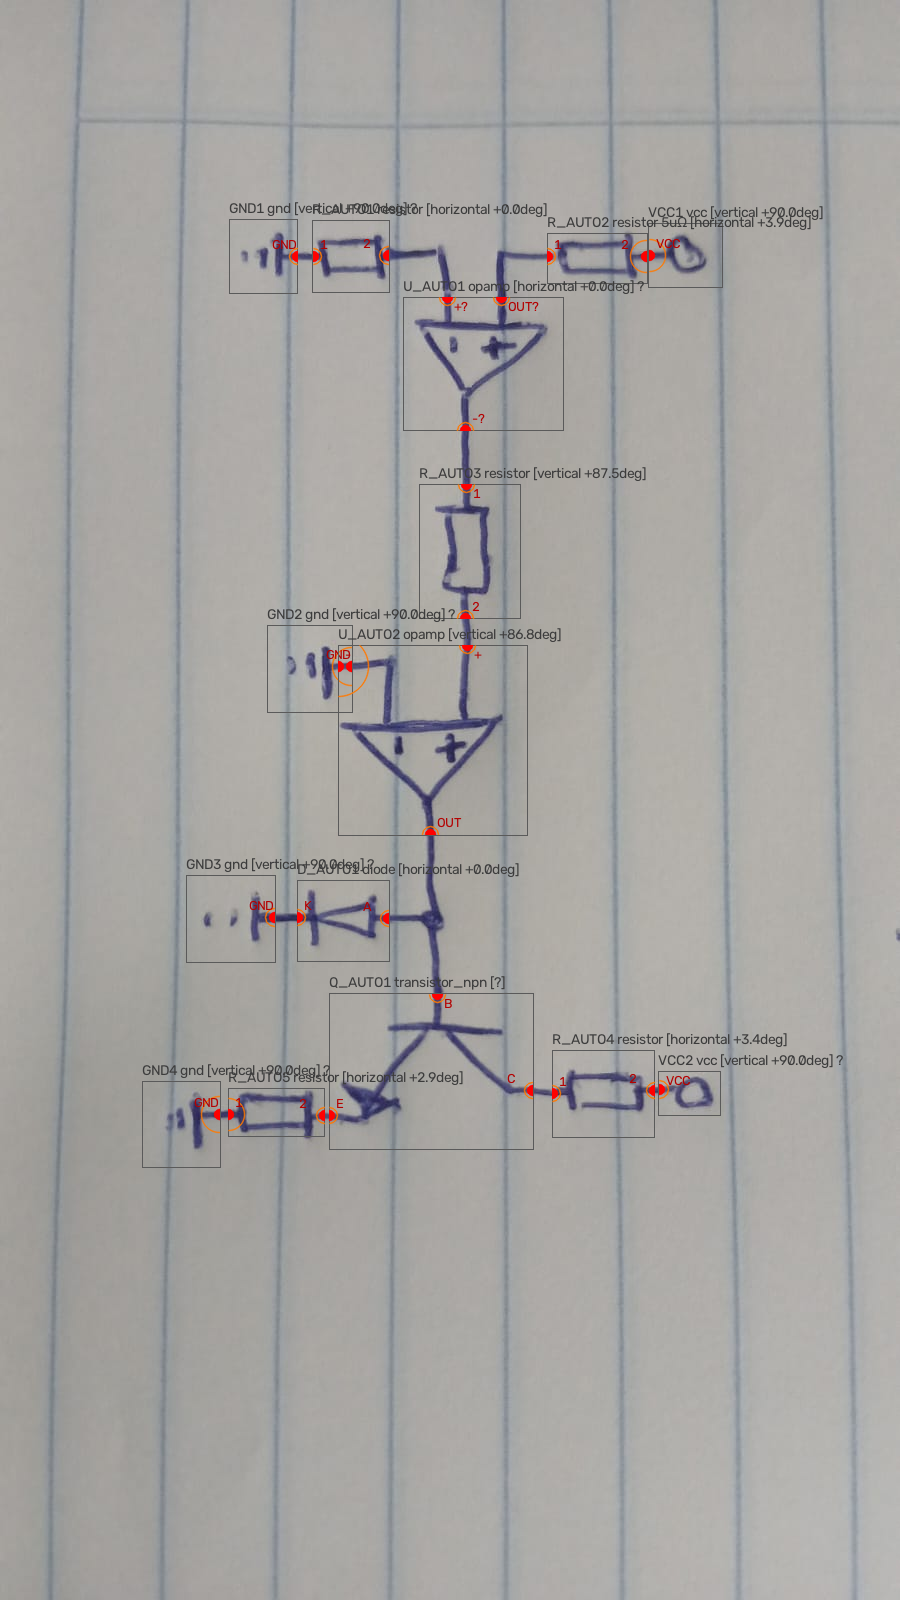 GND1 gnd [vertical +90.0deg] ?
R_AUTO1 resistor [horizontal +0.0deg]
VCC1 vcc [vertical +90.0deg]
R_AUTO2 resistor 5uΩ [horizontal +3.9deg]
GND
1
2
1
2
VCC
U_AUTO1 opamp [horizontal +0.0deg] ?
+?
OUT?
- +
-?
R_AUTO3 resistor [vertical +87.5deg]
1
2
GND2 gnd [vertical +90.0deg] ?
U_AUTO2 opamp [vertical +86.8deg]
GND
-
+
- +
OUT
GND3 gnd [vertical +90.0deg] ?
D_AUTO1 diode [horizontal +0.0deg]
GND
K
A
Q_AUTO1 transistor_npn [?]
B
R_AUTO4 resistor [horizontal +3.4deg]
VCC2 vcc [vertical +90.0deg] ?
GND4 gnd [vertical +90.0deg] ?
R_AUTO5 resistor [horizontal +2.9deg]
C
1
2
VCC
GND
1
2
E